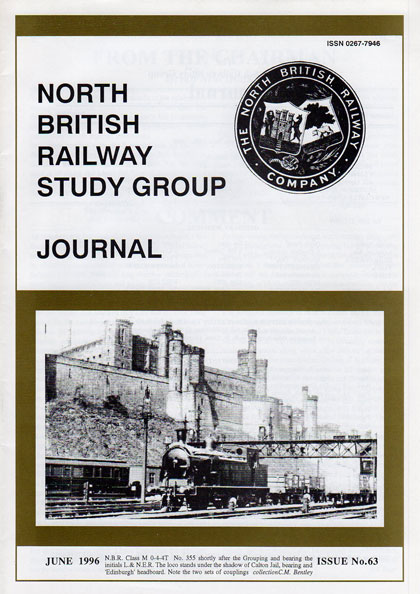 ISSN 0267-7946
NORTH
BRITISH
RAILWAY
STUDY GROUP
JOURNAL
THE NORTH BRITISH RAILWAY
COMPANY.
JUNE 1996
N.B.R. Class M 0-4-4T No. 355 shortly after the Grouping and bearing the
initials L.& N.E.R. The loco stands under the shadow of Calton Jail, bearing and
'Edinburgh' headboard. Note the two sets of couplings collectionC.M. Bentley
ISSUE No.63